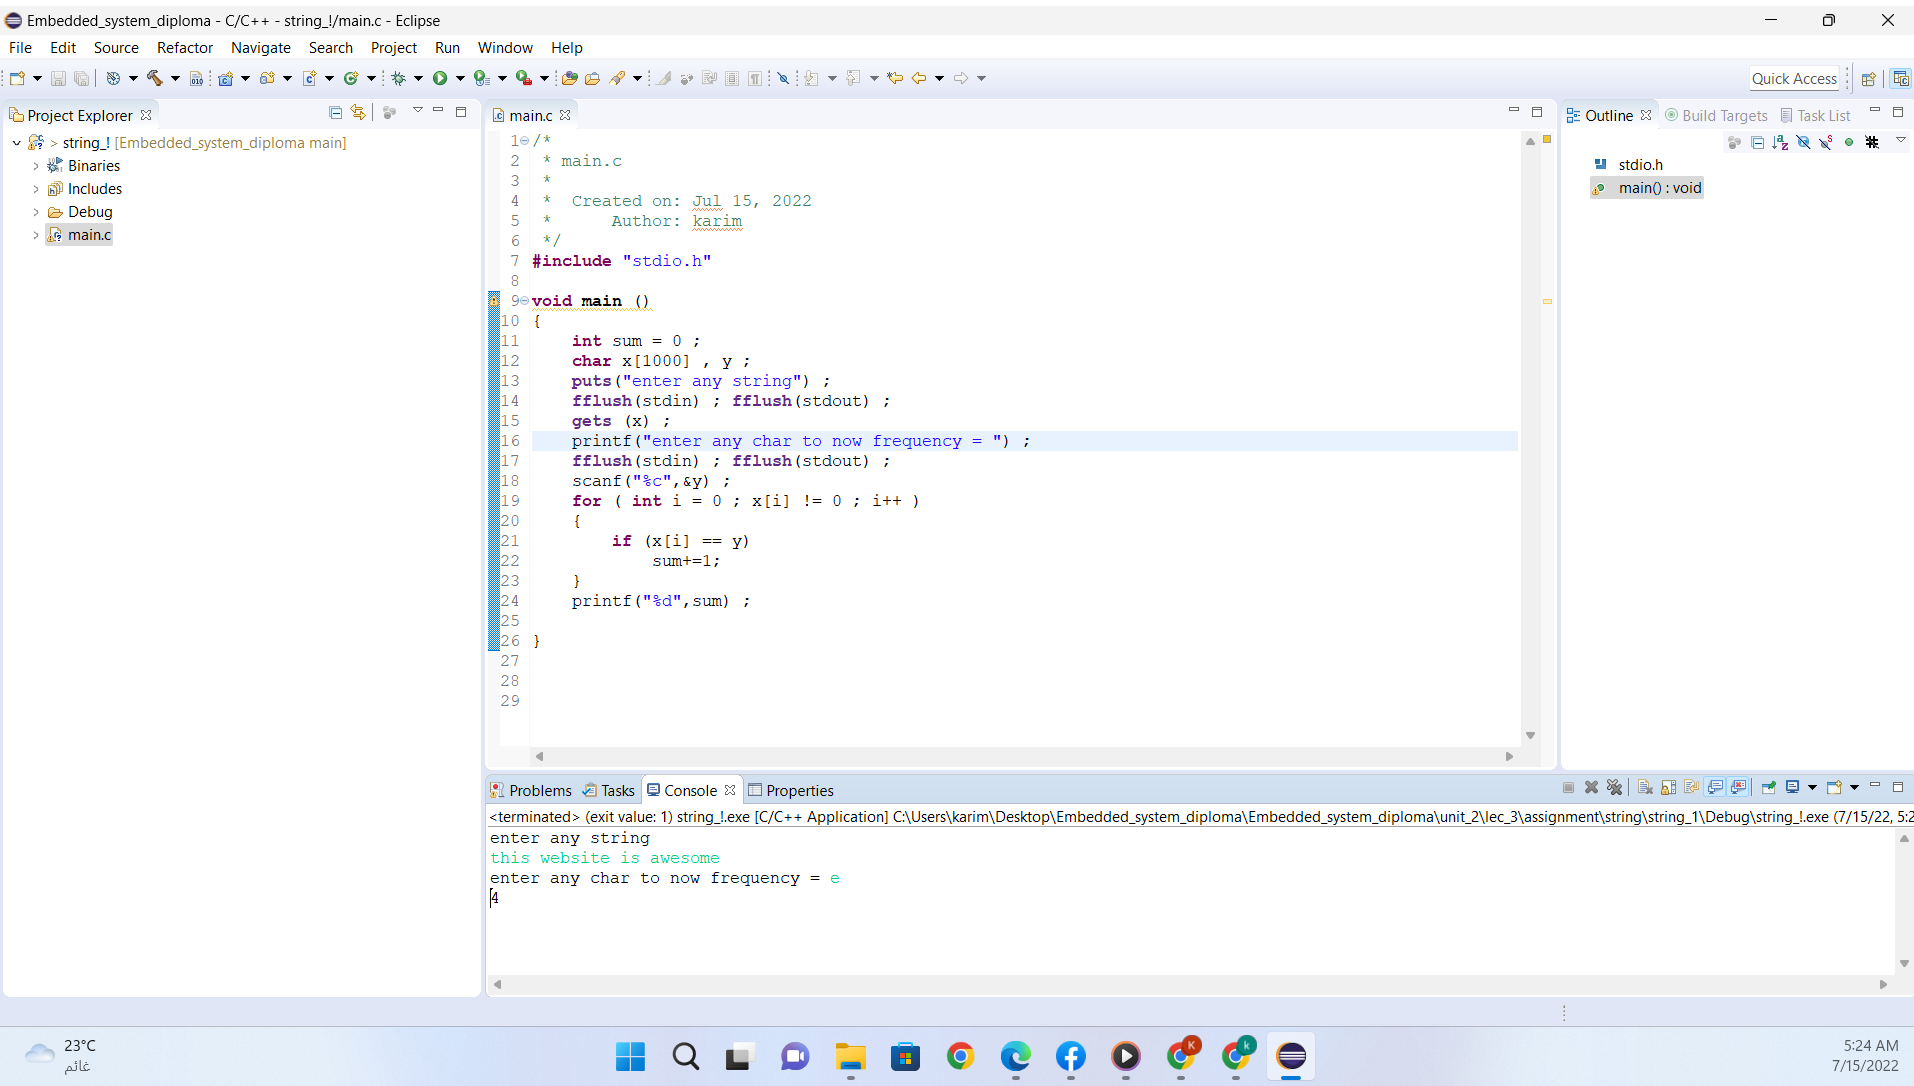 Embedded_system_diploma - C/C++ - string_!/main.c - Eclipse
File Edit Source Refactor Navigate Search Project Run Window Help
Quick Access
Project Explorer
> string_! [Embedded_system_diploma main]
Binaries
Includes
Debug
main.c
main.c
1 /*
2  * main.c
3  *
4  *  Created on: Jul 15, 2022
5  *      Author: karim
6  */
7 #include "stdio.h"
8
9 void main ()
10 {
11     int sum = 0 ;
12     char x[1000] , y ;
13     puts("enter any string") ;
14     fflush(stdin) ; fflush(stdout) ;
15     gets (x) ;
16     printf("enter any char to now frequency = ") ;
17     fflush(stdin) ; fflush(stdout) ;
18     scanf("%c",&y) ;
19     for ( int i = 0 ; x[i] != 0 ; i++ )
20     {
21         if (x[i] == y)
22             sum+=1;
23     }
24     printf("%d",sum) ;
25
26 }
27
28
29
Outline Build Targets Task List
stdio.h
main() : void
Problems Tasks Console Properties
<terminated> (exit value: 1) string_!.exe [C/C++ Application] C:\Users\karim\Desktop\Embedded_system_diploma\Embedded_system_diploma\unit_2\lec_3\assignment\string\string_1\Debug\string_!.exe (7/15/22, 5:2
enter any string
this website is awesome
enter any char to now frequency = e
4
23°C
غائم
5:24 AM
7/15/2022